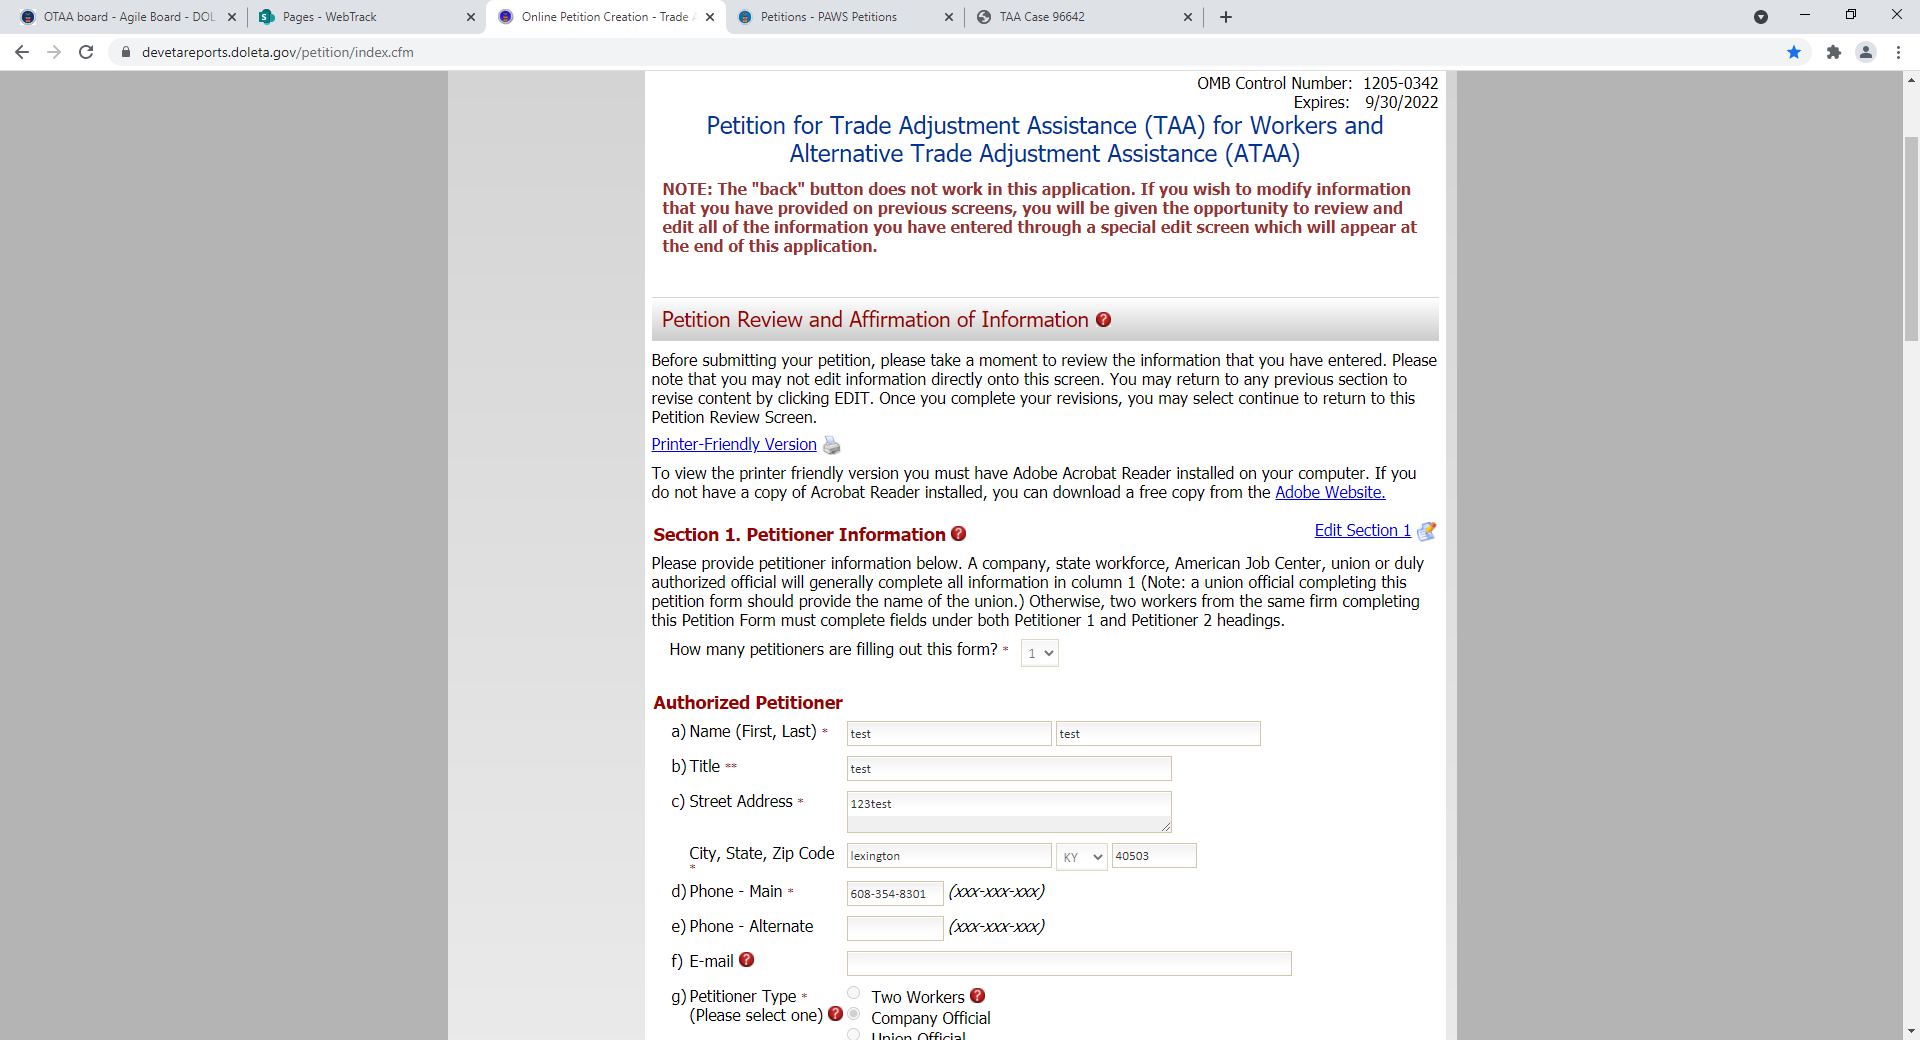 OTAA board - Agile Board - DOL
Pages - WebTrack
Online Petition Creation - Trade A
Petitions - PAWS Petitions
TAA Case 96642
devetareports.doleta.gov/petition/index.cfm
OMB Control Number: 1205-0342
Expires: 9/30/2022
Petition for Trade Adjustment Assistance (TAA) for Workers and
Alternative Trade Adjustment Assistance (ATAA)
NOTE: The "back" button does not work in this application. If you wish to modify information
that you have provided on previous screens, you will be given the opportunity to review and
edit all of the information you have entered through a special edit screen which will appear at
the end of this application.
Petition Review and Affirmation of Information ?
Before submitting your petition, please take a moment to review the information that you have entered. Please
note that you may not edit information directly onto this screen. You may return to any previous section to
revise content by clicking EDIT. Once you complete your revisions, you may select continue to return to this
Petition Review Screen.
Printer-Friendly Version
To view the printer friendly version you must have Adobe Acrobat Reader installed on your computer. If you
do not have a copy of Acrobat Reader installed, you can download a free copy from the Adobe Website.
Section 1. Petitioner Information ?
Edit Section 1
Please provide petitioner information below. A company, state workforce, American Job Center, union or duly
authorized official will generally complete all information in column 1 (Note: a union official completing this
petition form should provide the name of the union.) Otherwise, two workers from the same firm completing
this Petition Form must complete fields under both Petitioner 1 and Petitioner 2 headings.
How many petitioners are filling out this form? * 1
Authorized Petitioner
a) Name (First, Last) * test test
b) Title ** test
c) Street Address * 123test
City, State, Zip Code * lexington KY 40503
d) Phone - Main * 608-354-8301 (xxx-xxx-xxx)
e) Phone - Alternate (xxx-xxx-xxx)
f) E-mail ?
g) Petitioner Type * Two Workers ?
(Please select one) ? Company Official
Union Official